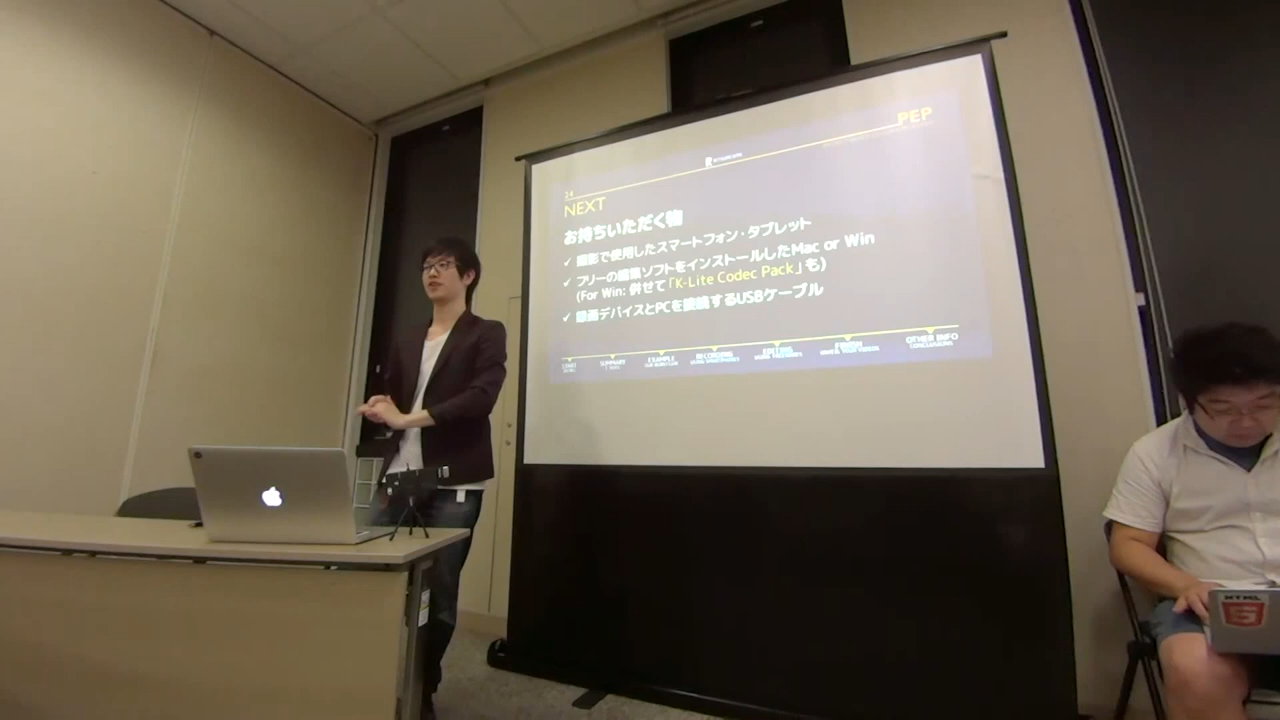 PEP
24
NEXT
お持ちいただく物
✓ 撮影で使用したスマートフォン・タブレット
✓ フリーの編集ソフトをインストールしたMac or Win
(For Win: 併せて「K-Lite Codec Pack」も)
✓ 録画デバイスとPCを接続するUSBケーブル
START
SUMMARY
EXAMPLE
RECORDING
EDITING
OTHER INFO
HTML
5